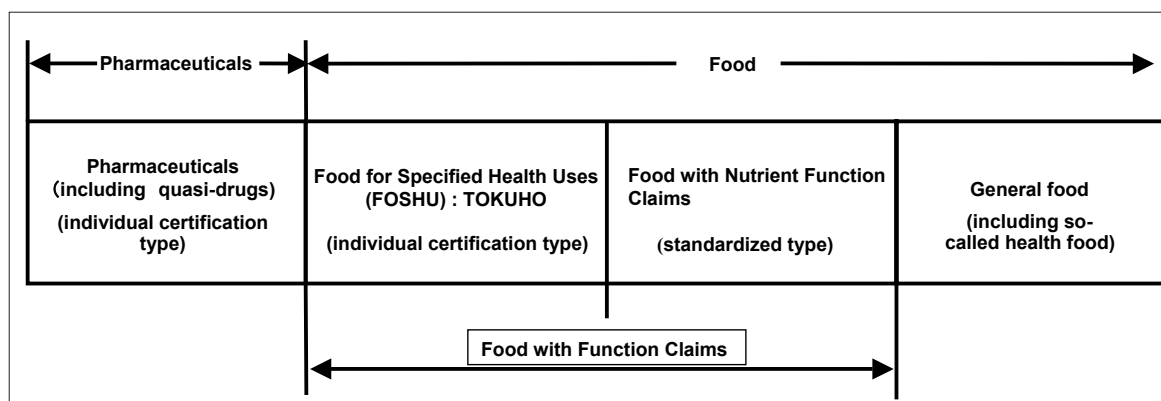 Pharmaceuticals
Food
Pharmaceuticals
(including quasi-drugs)
(individual certification
type)
Food for Specified Health Uses
(FOSHU) : TOKUHO
(individual certification type)
Food with Nutrient Function
Claims
(standardized type)
General food
(including so-
called health food)
Food with Function Claims